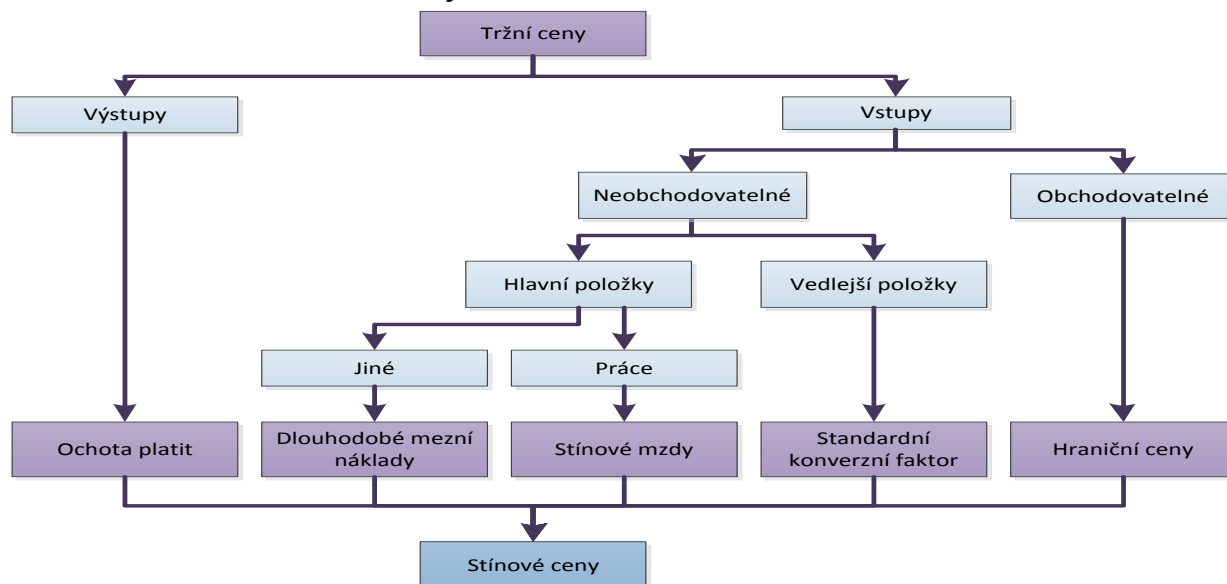 Tržní ceny
Výstupy
Vstupy
Neobchodovatelné
Obchodovatelné
Hlavní položky
Vedlejší položky
Jiné
Práce
Ochota platit
Dlouhodobé mezní
náklady
Stínové mzdy
Standardní
konverzní faktor
Hraniční ceny
Stínové ceny